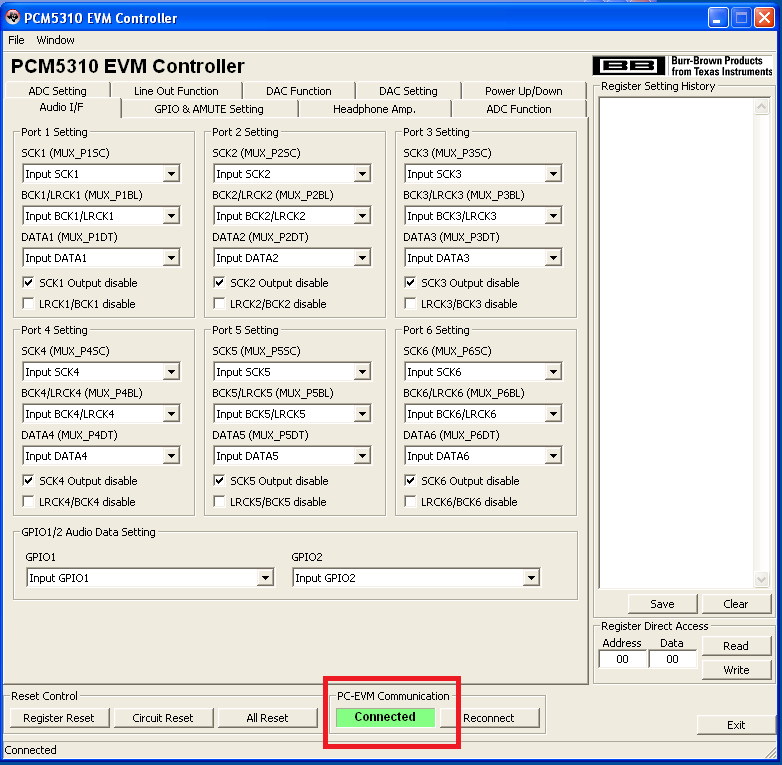 PCM5310 EVM Controller
File Window
PCM5310 EVM Controller
BB Burr-Brown Products
from Texas Instruments
ADC Setting Line Out Function DAC Function DAC Setting Power Up/Down
Audio I/F GPIO & AMUTE Setting Headphone Amp. ADC Function
Register Setting History
Port 1 Setting Port 2 Setting Port 3 Setting
SCK1 (MUX_P1SC) SCK2 (MUX_P2SC) SCK3 (MUX_P3SC)
Input SCK1 Input SCK2 Input SCK3
BCK1/LRCK1 (MUX_P1BL) BCK2/LRCK2 (MUX_P2BL) BCK3/LRCK3 (MUX_P3BL)
Input BCK1/LRCK1 Input BCK2/LRCK2 Input BCK3/LRCK3
DATA1 (MUX_P1DT) DATA2 (MUX_P2DT) DATA3 (MUX_P3DT)
Input DATA1 Input DATA2 Input DATA3
SCK1 Output disable SCK2 Output disable SCK3 Output disable
LRCK1/BCK1 disable LRCK2/BCK2 disable LRCK3/BCK3 disable
Port 4 Setting Port 5 Setting Port 6 Setting
SCK4 (MUX_P4SC) SCK5 (MUX_P5SC) SCK6 (MUX_P6SC)
Input SCK4 Input SCK5 Input SCK6
BCK4/LRCK4 (MUX_P4BL) BCK5/LRCK5 (MUX_P5BL) BCK6/LRCK6 (MUX_P6BL)
Input BCK4/LRCK4 Input BCK5/LRCK5 Input BCK6/LRCK6
DATA4 (MUX_P4DT) DATA5 (MUX_P5DT) DATA6 (MUX_P6DT)
Input DATA4 Input DATA5 Input DATA6
SCK4 Output disable SCK5 Output disable SCK6 Output disable
LRCK4/BCK4 disable LRCK5/BCK5 disable LRCK6/BCK6 disable
GPIO1/2 Audio Data Setting
GPIO1 GPIO2
Input GPIO1 Input GPIO2
Save Clear
Register Direct Access
Address Data Read
00 00
Write
Reset Control PC-EVM Communication
Register Reset Circuit Reset All Reset Connected Reconnect
Exit
Connected